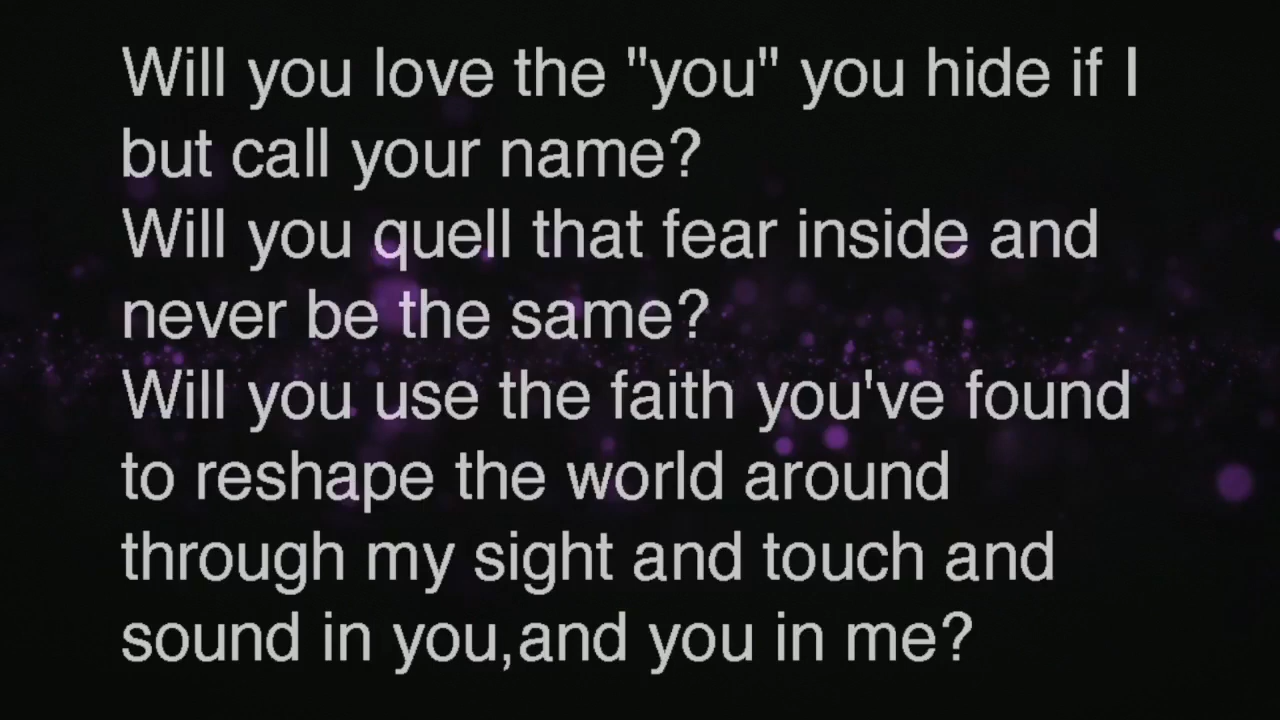 Will you love the "you" you hide if I
but call your name?
Will you quell that fear inside and
never be the same?
Will you use the faith you've found
to reshape the world around
through my sight and touch and
sound in you,and you in me?